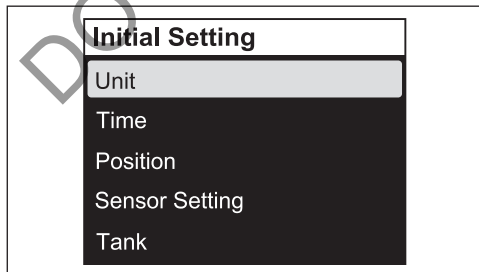 Initial Setting
Unit
Time
Position
Sensor Setting
Tank